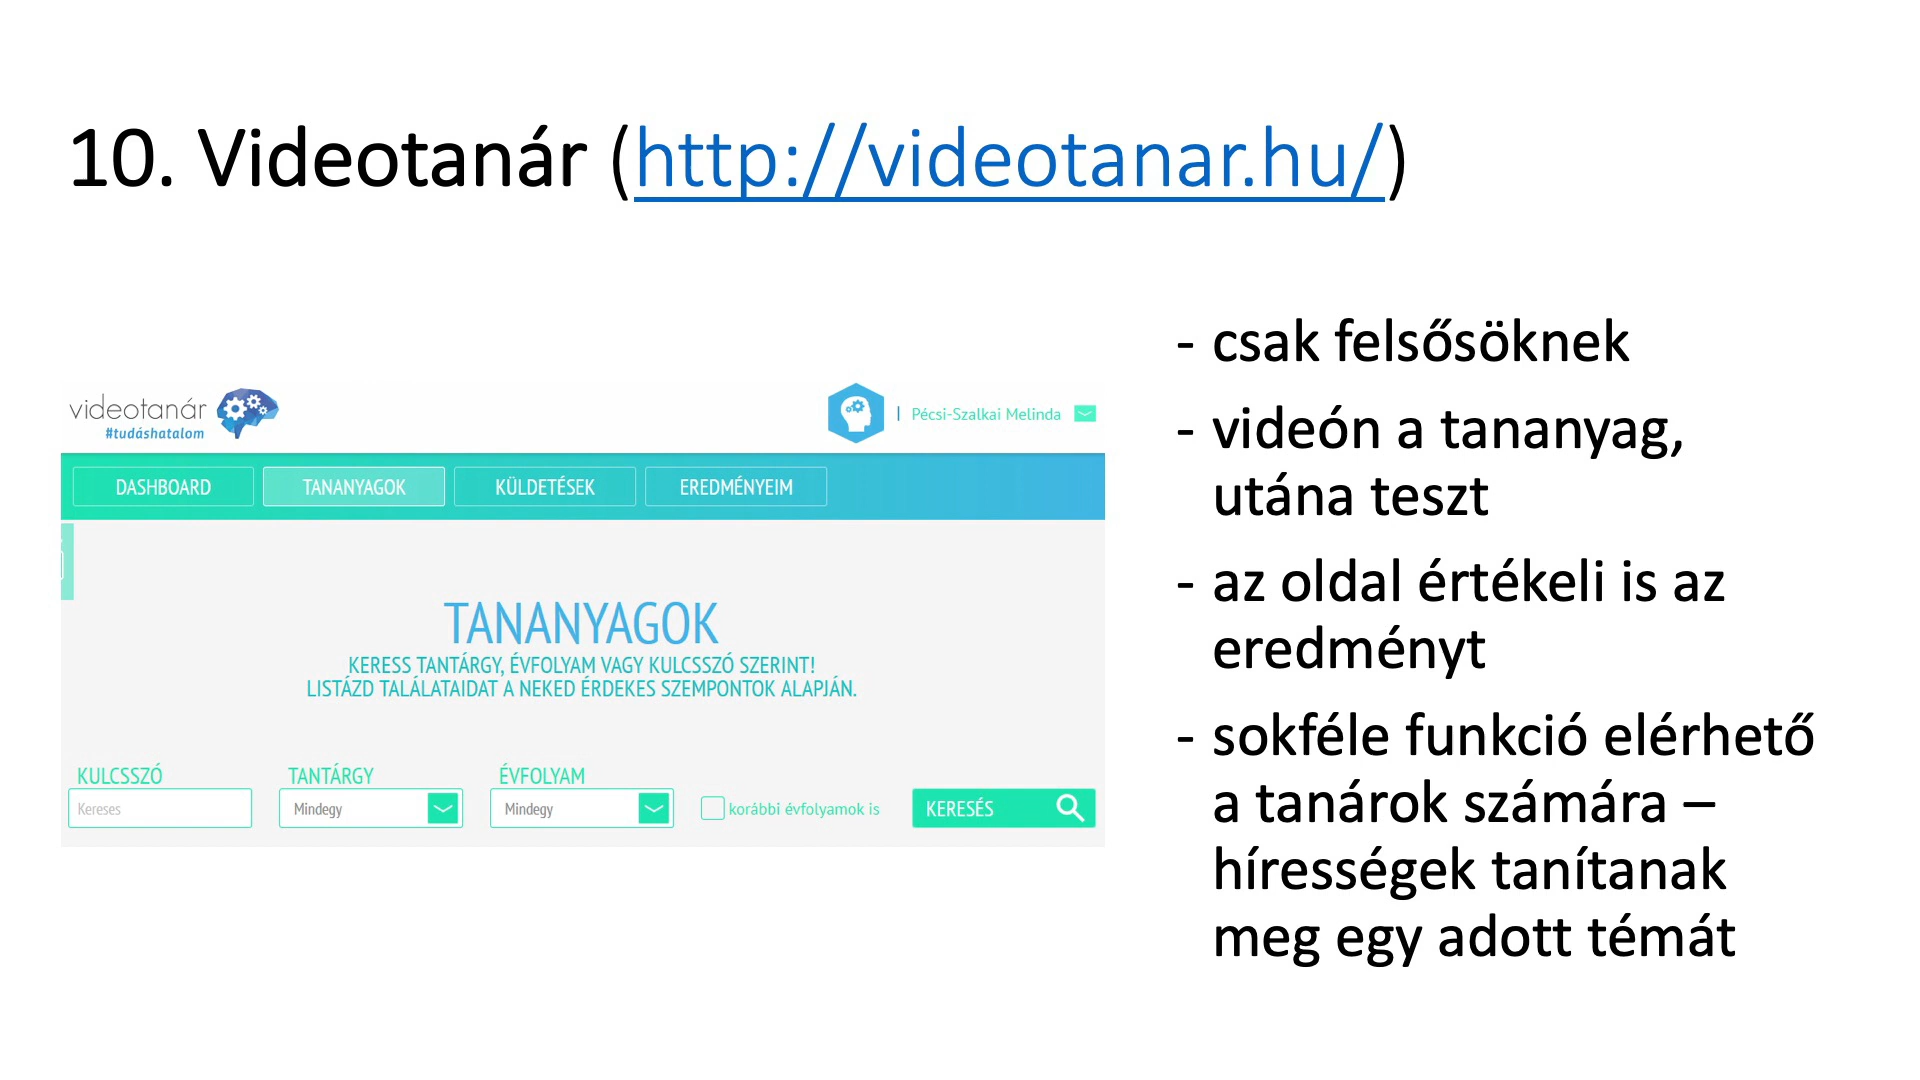 10. Videotanár (http://videotanar.hu/)
videotanár
#tudáshatalom
| Pécsi-Szalkai Melinda
DASHBOARD TANANYAGOK KÜLDETÉSEK EREDMÉNYEIM
TANANYAGOK
KERESS TANTÁRGY, ÉVFOLYAM VAGY KULCSSZÓ SZERINT!
LISTÁZD TALÁLATAIDAT A NEKED ÉRDEKES SZEMPONTOK ALAPJÁN.
KULCSSZÓ TANTÁRGY ÉVFOLYAM
Kereses Mindegy Mindegy korábbi évfolyamok is KERESÉS
- csak felsősöknek
- videón a tananyag,
utána teszt
- az oldal értékeli is az
eredményt
- sokféle funkció elérhető
a tanárok számára –
hírességek tanítanak
meg egy adott témát